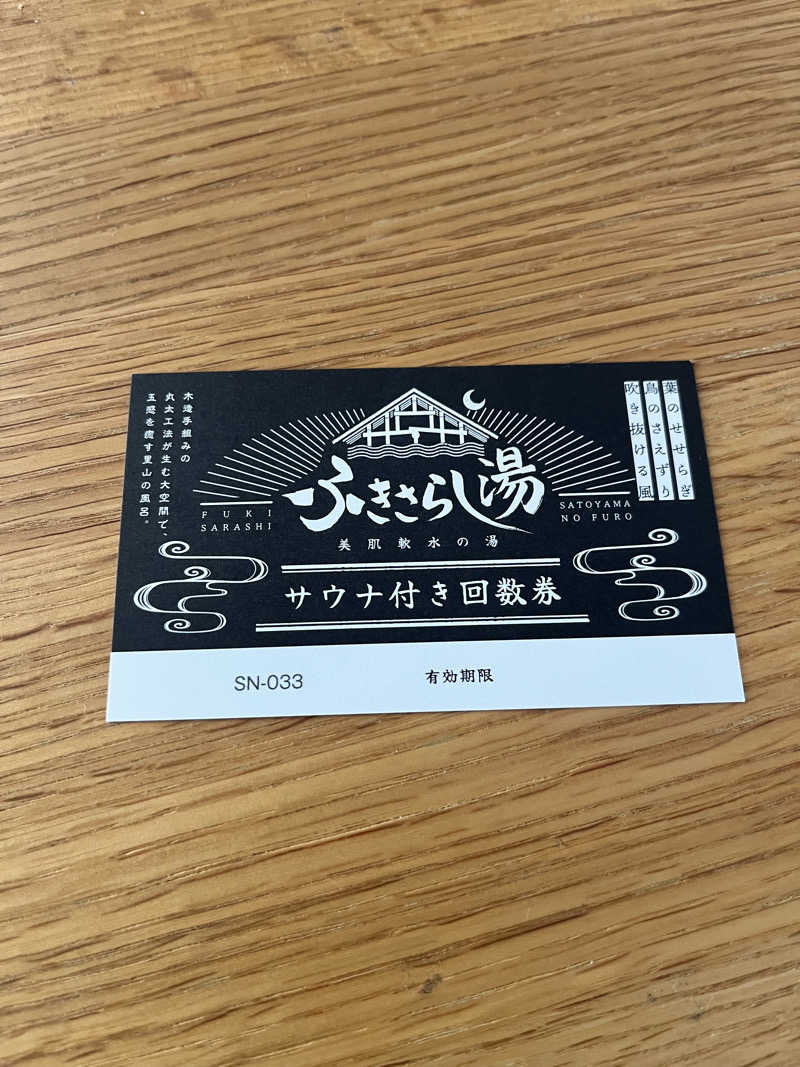 葉のせせらぎ
鳥のさえずり
吹き抜ける風
木造手組みの
丸太工法が生む大空間で、
五感を癒す里山の風呂。
ふきさらし湯
FUKI
SARASHI
SATOYAMA
NO FURO
美肌軟水の湯
サウナ付き回数券
SN-033
有効期限